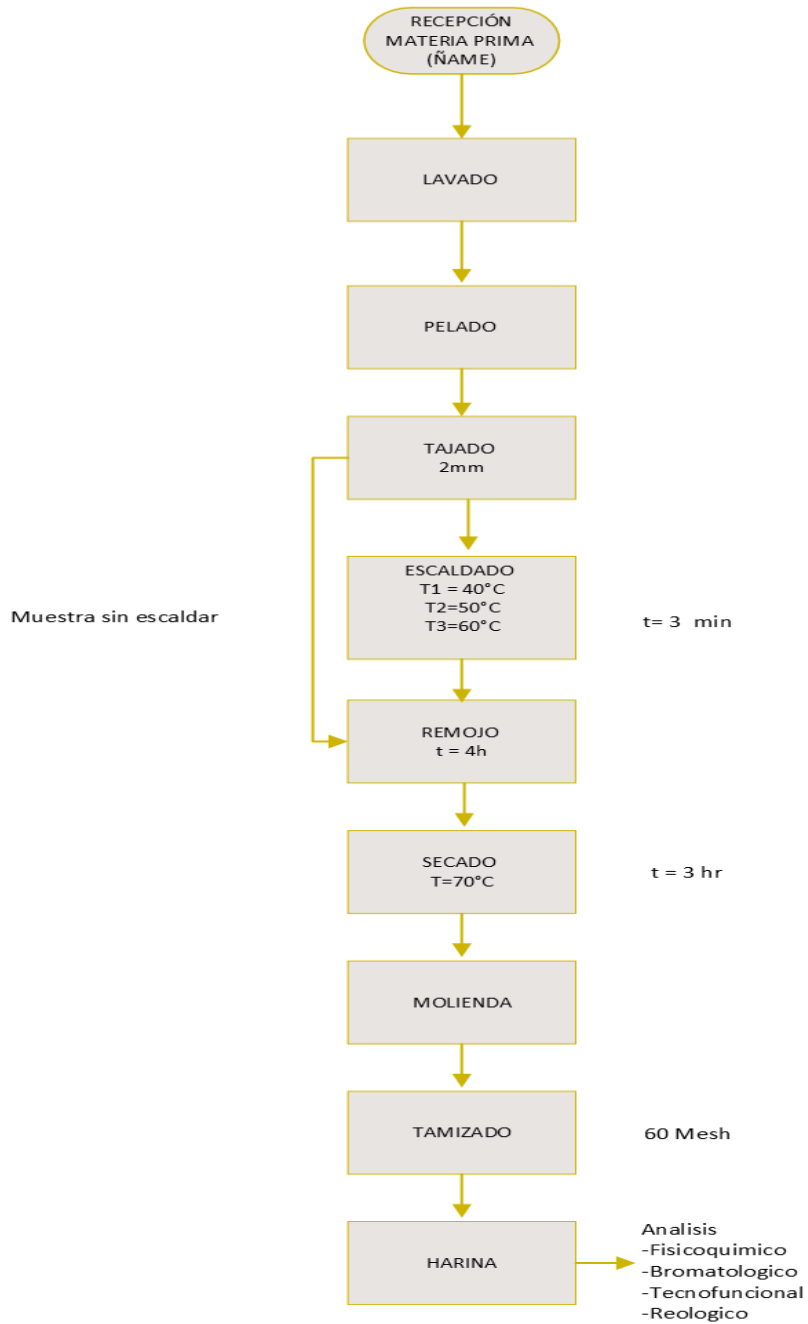 RECEPCIÓN
MATERIA PRIMA
(ÑAME)
LAVADO
PELADO
TAJADO
2mm
ESCALDADO
T1 = 40°C
T2=50°C
T3=60°C
Muestra sin escaldar
t= 3 min
REMOJO
t = 4h
SECADO
T=70°C
t = 3 hr
MOLIENDA
TAMIZADO
60 Mesh
HARINA
Analisis
-Fisicoquimico
-Bromatologico
-Tecnofuncional
-Reologico